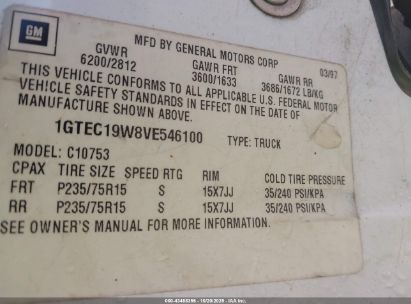 GM
MFD BY GENERAL MOTORS CORP
03/97
GVWR GAWR FRT GAWR RR
6200/2812 3600/1633 3686/1672 LB/KG
THIS VEHICLE CONFORMS TO ALL APPLICABLE U.S. FEDERAL MOTOR
VEHICLE SAFETY STANDARDS IN EFFECT ON THE DATE OF
MANUFACTURE SHOWN ABOVE.
1GTEC19W8VE546100 TYPE: TRUCK
MODEL: C10753
CPAX TIRE SIZE SPEED RTG RIM COLD TIRE PRESSURE
FRT P235/75R15 S 15X7JJ 35/240 PSI/KPA
RR P235/75R15 S 15X7JJ 35/240 PSI/KPA
SEE OWNER'S MANUAL FOR MORE INFORMATION.